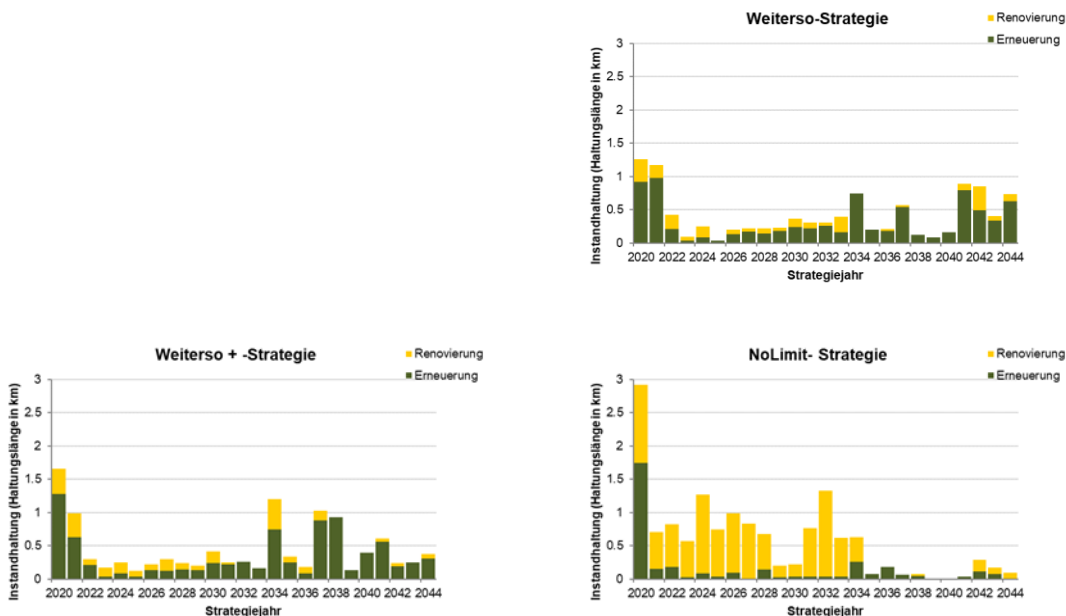 Weiterso-Strategie
Renovierung
Erneuerung
Instandhaltung (Haltungslänge in km)
3
2.5
2
1.5
1
0.5
0
2020 2022 2024 2026 2028 2030 2032 2034 2036 2038 2040 2042 2044
Strategiejahr
Weiterso + -Strategie
Renovierung
Erneuerung
Instandhaltung (Haltungslänge in km)
3
2.5
2
1.5
1
0.5
0
2020 2022 2024 2026 2028 2030 2032 2034 2036 2038 2040 2042 2044
Strategiejahr
NoLimit- Strategie
Renovierung
Erneuerung
Instandhaltung (Haltungslänge in km)
3
2.5
2
1.5
1
0.5
0
2020 2022 2024 2026 2028 2030 2032 2034 2036 2038 2040 2042 2044
Strategiejahr